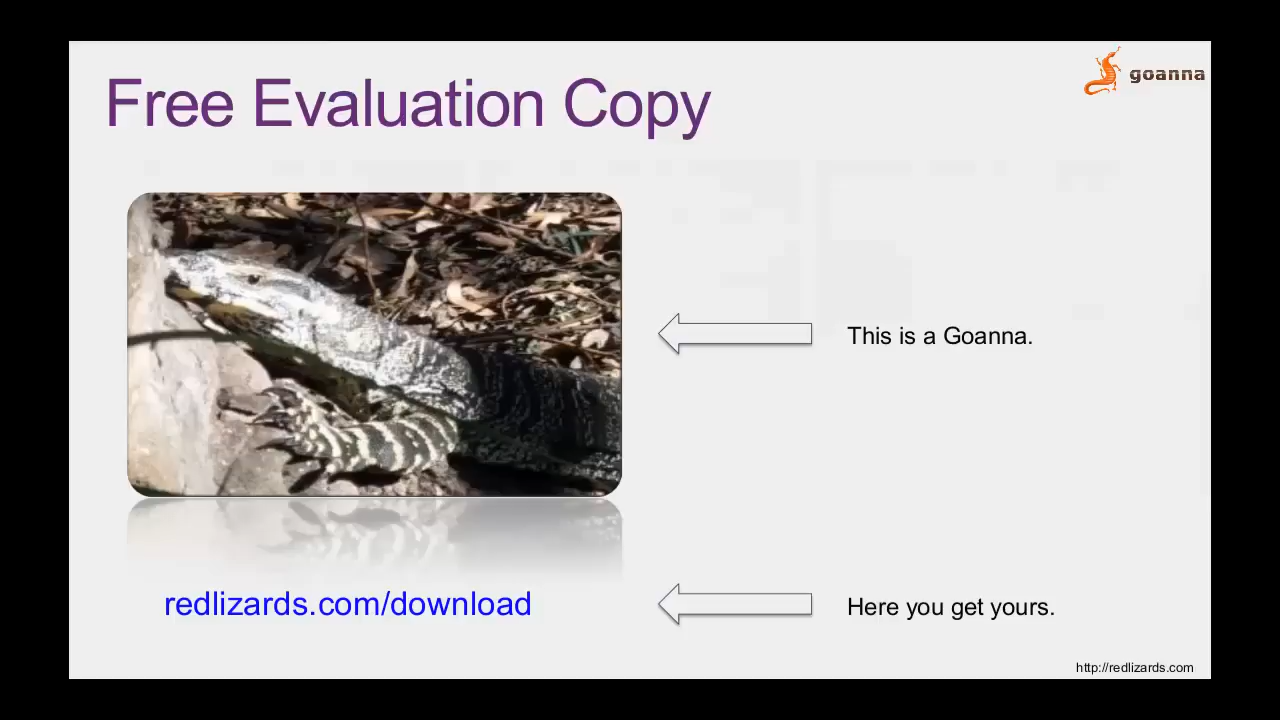 goanna
Free Evaluation Copy
This is a Goanna.
redlizards.com/download
Here you get yours.
http://redlizards.com